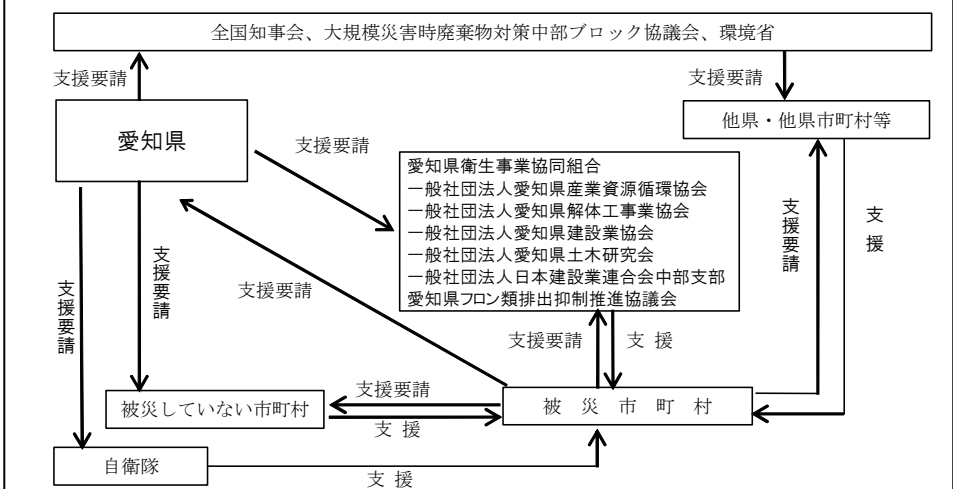 全国知事会、大規模災害時廃棄物対策中部ブロック協議会、環境省
支援要請
支援要請
愛知県
他県・他県市町村等
支援要請
愛知県衛生事業協同組合
一般社団法人愛知県産業資源循環協会
一般社団法人愛知県解体工事業協会
一般社団法人愛知県建設業協会
一般社団法人愛知県土木研究会
一般社団法人日本建設業連合会中部支部
愛知県フロン類排出抑制推進協議会
支援要請
支援要請
支援要請
支援要請
支 援
支援要請
支 援
支援要請
被災していない市町村
支 援
被 災 市 町 村
自衛隊
支 援